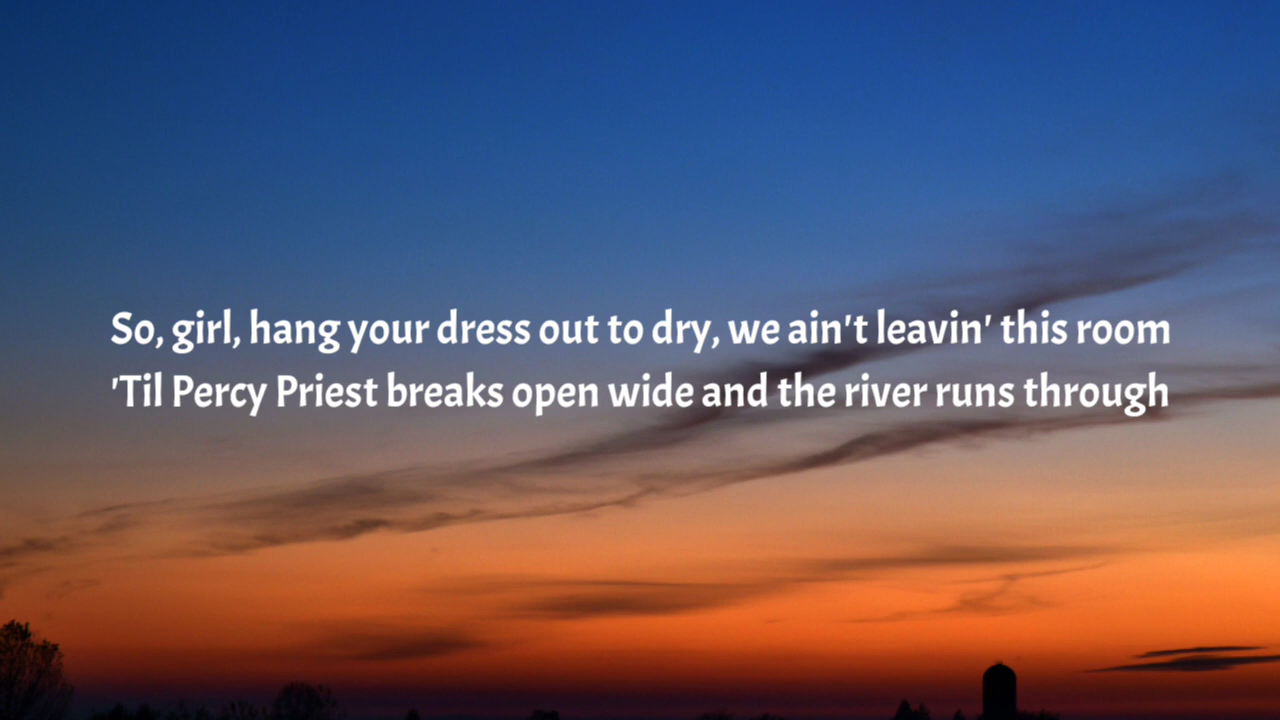 So, girl, hang your dress out to dry, we ain't leavin' this room
'Til Percy Priest breaks open wide and the river runs through